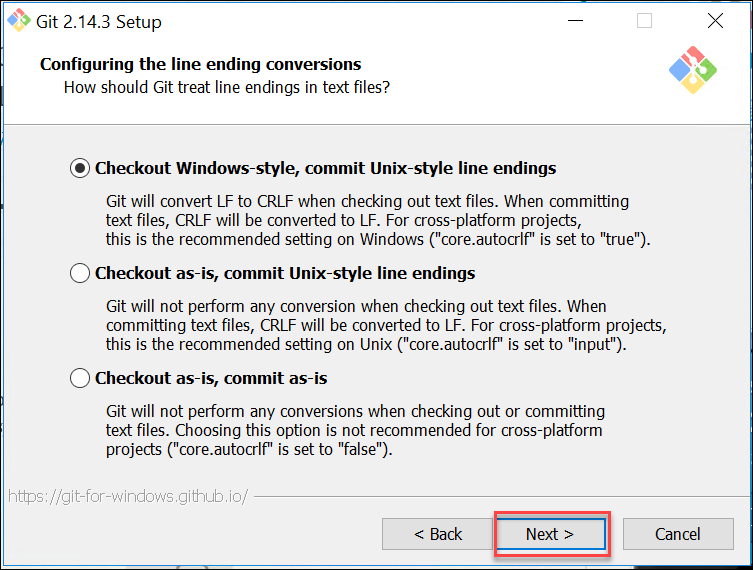 Git 2.14.3 Setup
Configuring the line ending conversions
How should Git treat line endings in text files?
Checkout Windows-style, commit Unix-style line endings
Git will convert LF to CRLF when checking out text files. When committing
text files, CRLF will be converted to LF. For cross-platform projects,
this is the recommended setting on Windows ("core.autocrlf" is set to "true").
Checkout as-is, commit Unix-style line endings
Git will not perform any conversion when checking out text files. When
committing text files, CRLF will be converted to LF. For cross-platform projects,
this is the recommended setting on Unix ("core.autocrlf" is set to "input").
Checkout as-is, commit as-is
Git will not perform any conversions when checking out or committing
text files. Choosing this option is not recommended for cross-platform
projects ("core.autocrlf" is set to "false").
https://git-for-windows.github.io/
< Back
Next >
Cancel